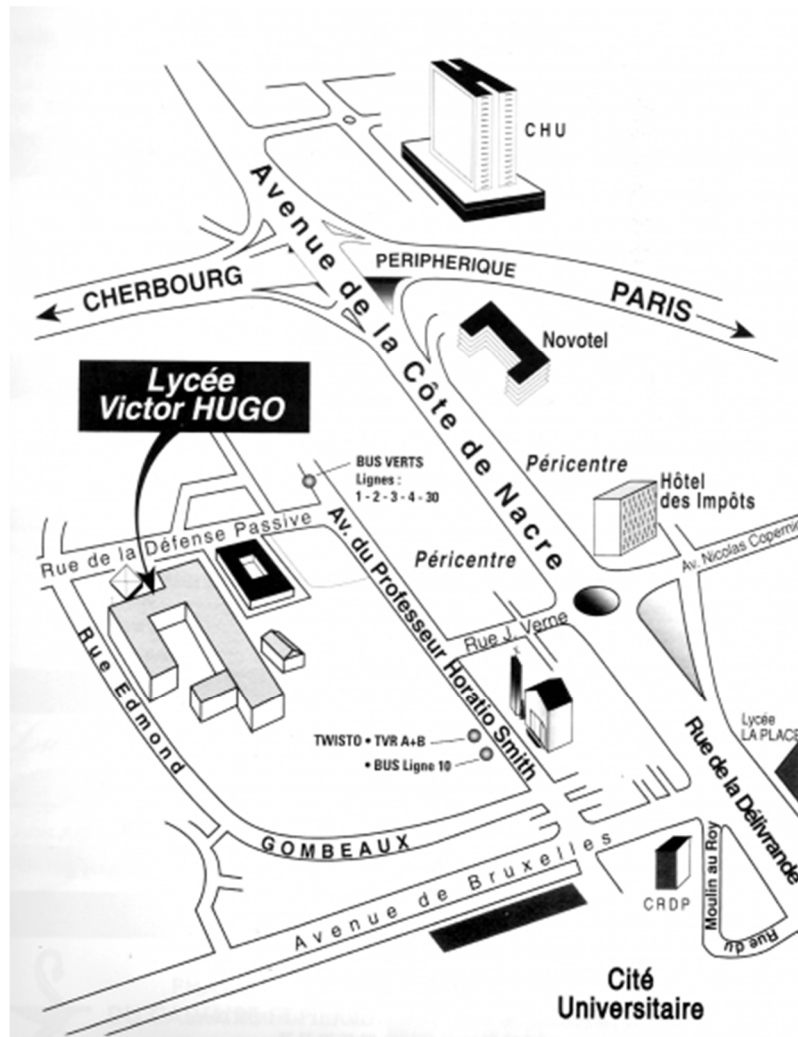 CHU
Avenue de la Côte de Nacre
PERIPHERIQUE
CHERBOURG
PARIS
Novotel
Lycée
Victor HUGO
BUS VERTS
Lignes :
1 - 2 - 3 - 4 - 30
Péricentre
Hôtel
des Impôts
Rue de la Défense Passive
Av. du Professeur Horatio Smith
Péricentre
Av. Nicolas Copernic
Rue J. Verne
Rue Edmond
GOMBEAUX
TWISTO • TVR A+B
• BUS Ligne 10
Lycée
LA PLACE
Rue de la Délivrande
Avenue de Bruxelles
CRDP
Rue du
Moulin au Roy
Cité
Universitaire